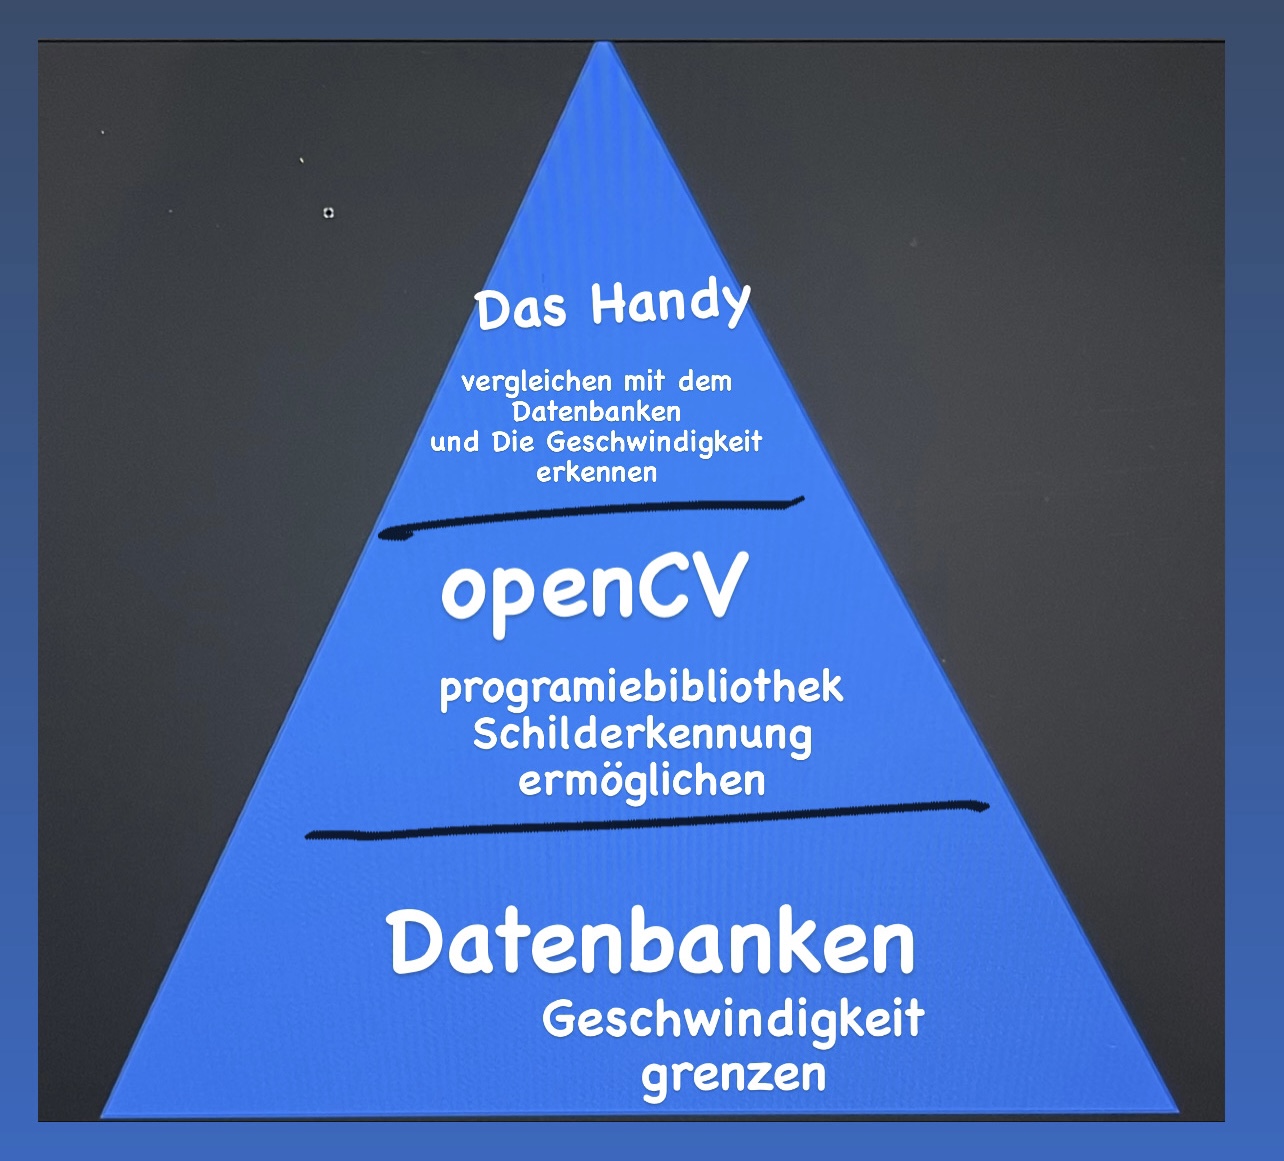 Das Handy
vergleichen mit dem
Datenbanken
und Die Geschwindigkeit
erkennen
openCV
programiebibliothek
Schilderkennung
ermöglichen
Datenbanken
Geschwindigkeit
grenzen